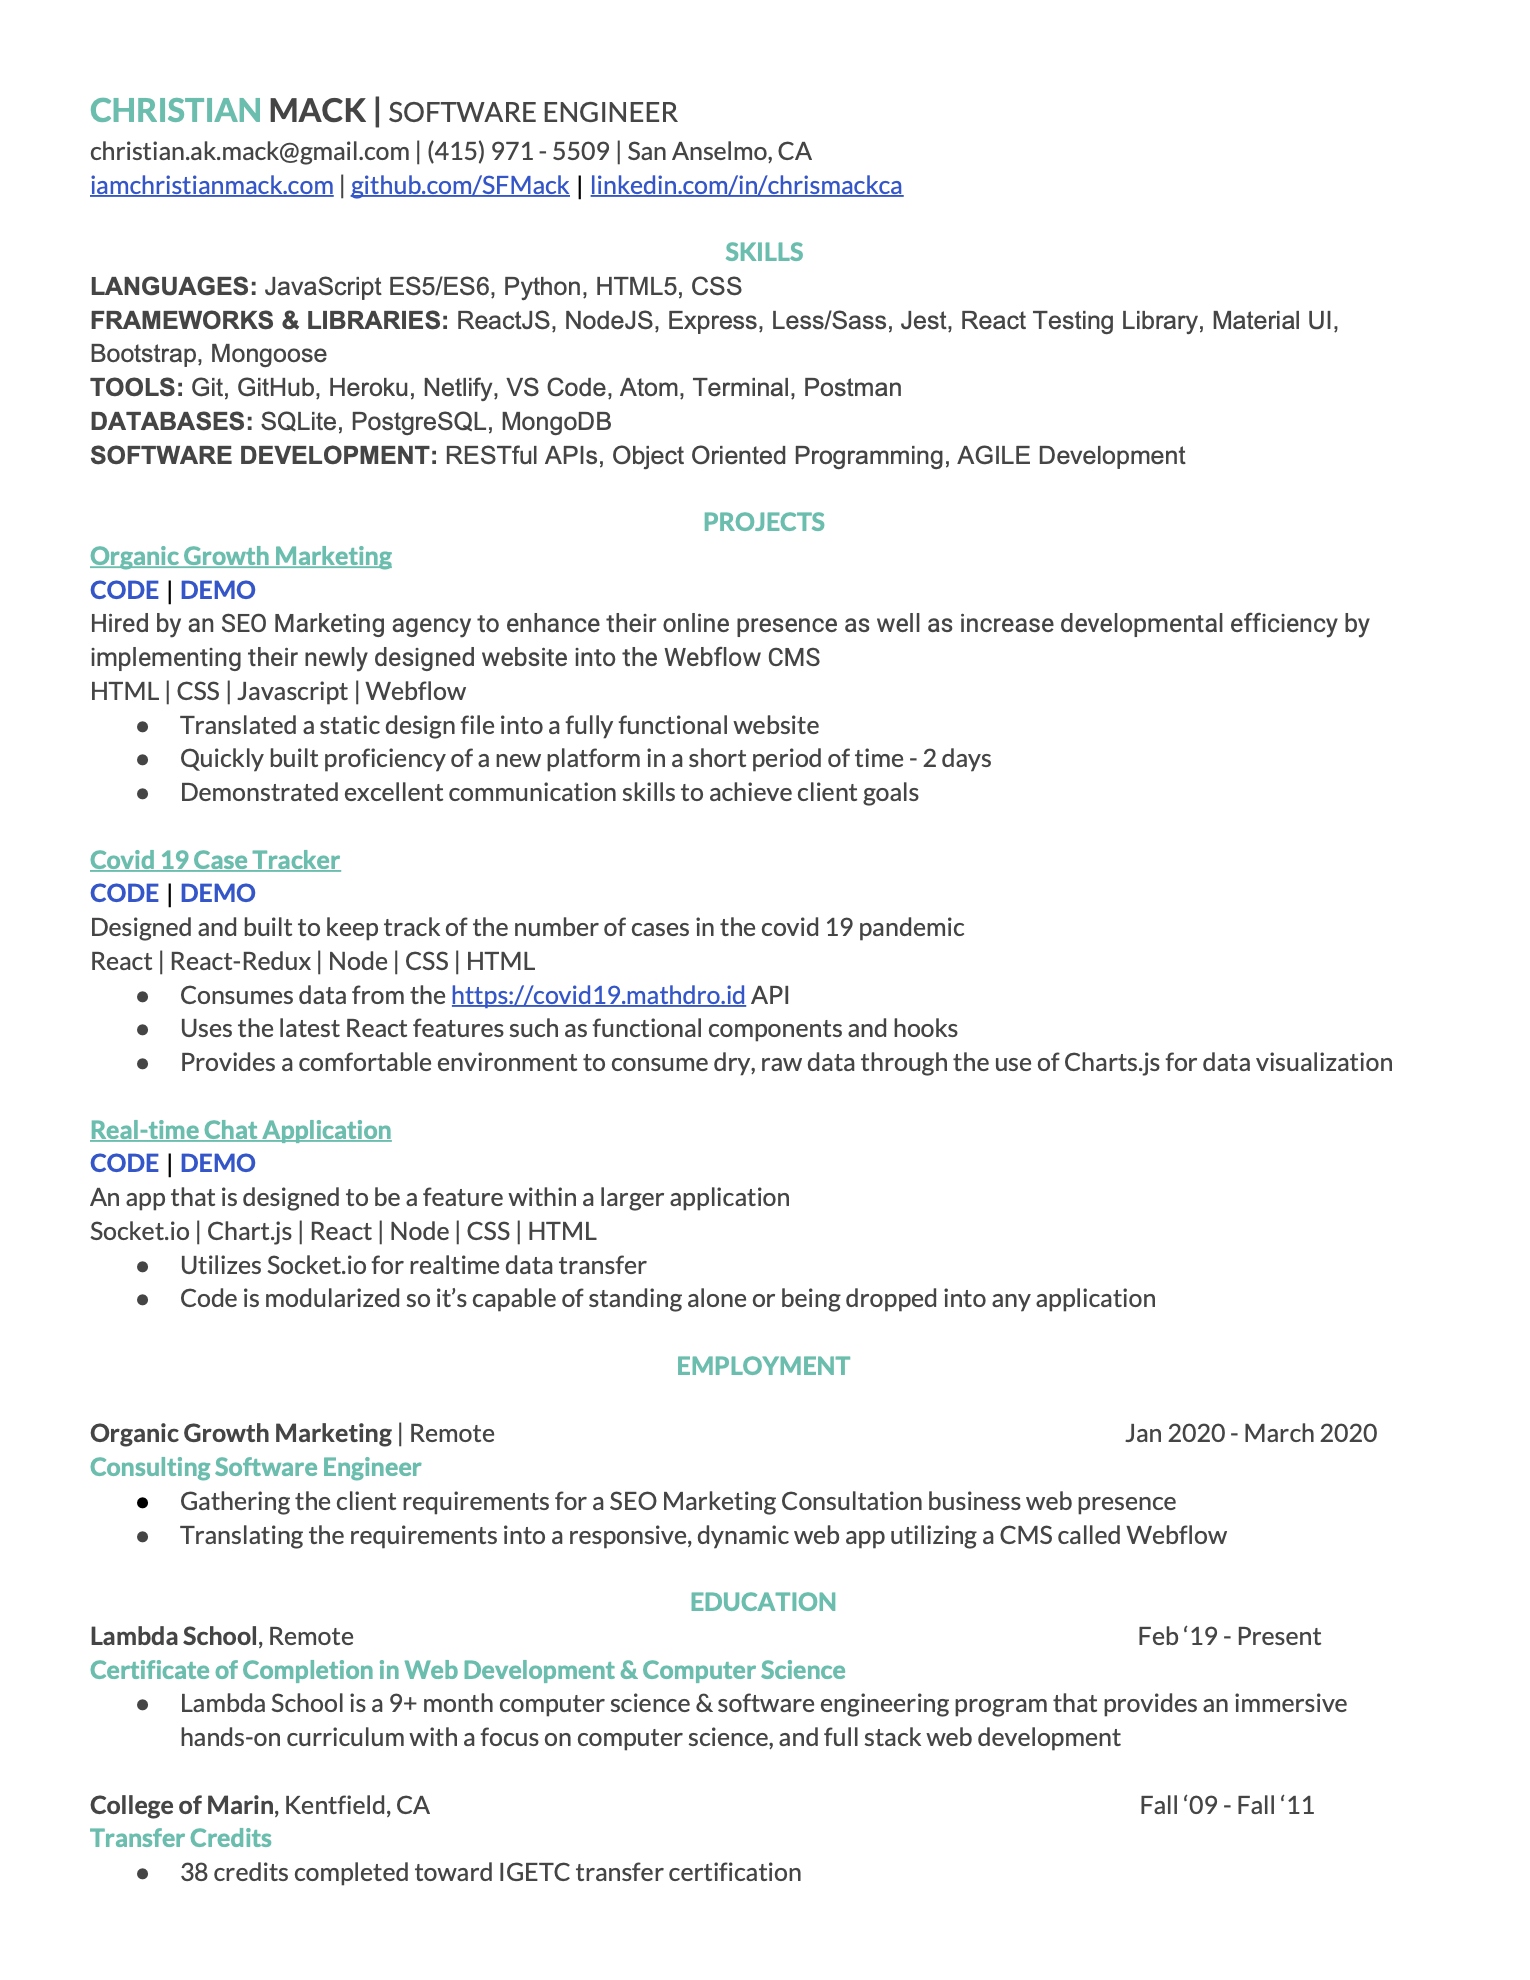 CHRISTIAN MACK | SOFTWARE ENGINEER
christian.ak.mack@gmail.com | (415) 971 - 5509 | San Anselmo, CA
iamchristianmack.com | github.com/SFMack | linkedin.com/in/chrismackca
SKILLS
LANGUAGES: JavaScript ES5/ES6, Python, HTML5, CSS
FRAMEWORKS & LIBRARIES: ReactJS, NodeJS, Express, Less/Sass, Jest, React Testing Library, Material UI,
Bootstrap, Mongoose
TOOLS: Git, GitHub, Heroku, Netlify, VS Code, Atom, Terminal, Postman
DATABASES: SQLite, PostgreSQL, MongoDB
SOFTWARE DEVELOPMENT: RESTful APIs, Object Oriented Programming, AGILE Development
PROJECTS
Organic Growth Marketing
CODE | DEMO
Hired by an SEO Marketing agency to enhance their online presence as well as increase developmental efficiency by
implementing their newly designed website into the Webflow CMS
HTML | CSS | Javascript | Webflow
● Translated a static design file into a fully functional website
● Quickly built proficiency of a new platform in a short period of time - 2 days
● Demonstrated excellent communication skills to achieve client goals
Covid 19 Case Tracker
CODE | DEMO
Designed and built to keep track of the number of cases in the covid 19 pandemic
React | React-Redux | Node | CSS | HTML
● Consumes data from the https://covid19.mathdro.id API
● Uses the latest React features such as functional components and hooks
● Provides a comfortable environment to consume dry, raw data through the use of Charts.js for data visualization
Real-time Chat Application
CODE | DEMO
An app that is designed to be a feature within a larger application
Socket.io | Chart.js | React | Node | CSS | HTML
● Utilizes Socket.io for realtime data transfer
● Code is modularized so it’s capable of standing alone or being dropped into any application
EMPLOYMENT
Organic Growth Marketing | Remote Jan 2020 - March 2020
Consulting Software Engineer
● Gathering the client requirements for a SEO Marketing Consultation business web presence
● Translating the requirements into a responsive, dynamic web app utilizing a CMS called Webflow
EDUCATION
Lambda School, Remote Feb ‘19 - Present
Certificate of Completion in Web Development & Computer Science
● Lambda School is a 9+ month computer science & software engineering program that provides an immersive
hands-on curriculum with a focus on computer science, and full stack web development
College of Marin, Kentfield, CA Fall ‘09 - Fall ‘11
Transfer Credits
● 38 credits completed toward IGETC transfer certification